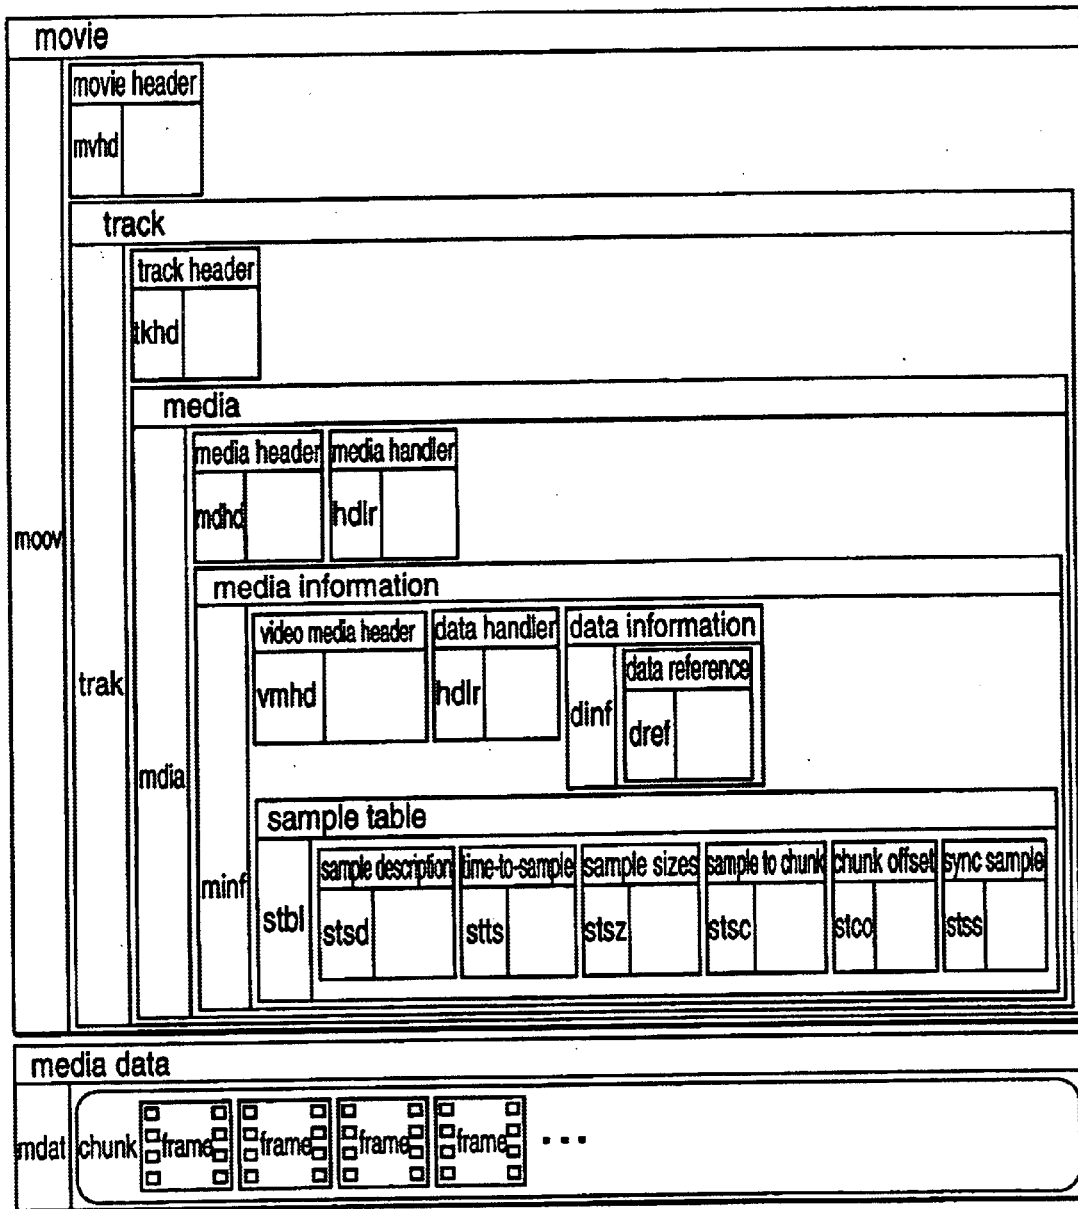 movie
movie header
mvhd
track
track header
tkhd
media
media header media handler
mdhd hdlr
moov
media information
video media header data handler data information
data reference
trak
vmhd hdlr dinf dref
mdia
sample table
sample description time-to-sample sample sizes sample to chunk chunk offset sync sample
minf
stbl stsd stts stsz stsc stco stss
media data
mdat chunk frame frame frame frame ...